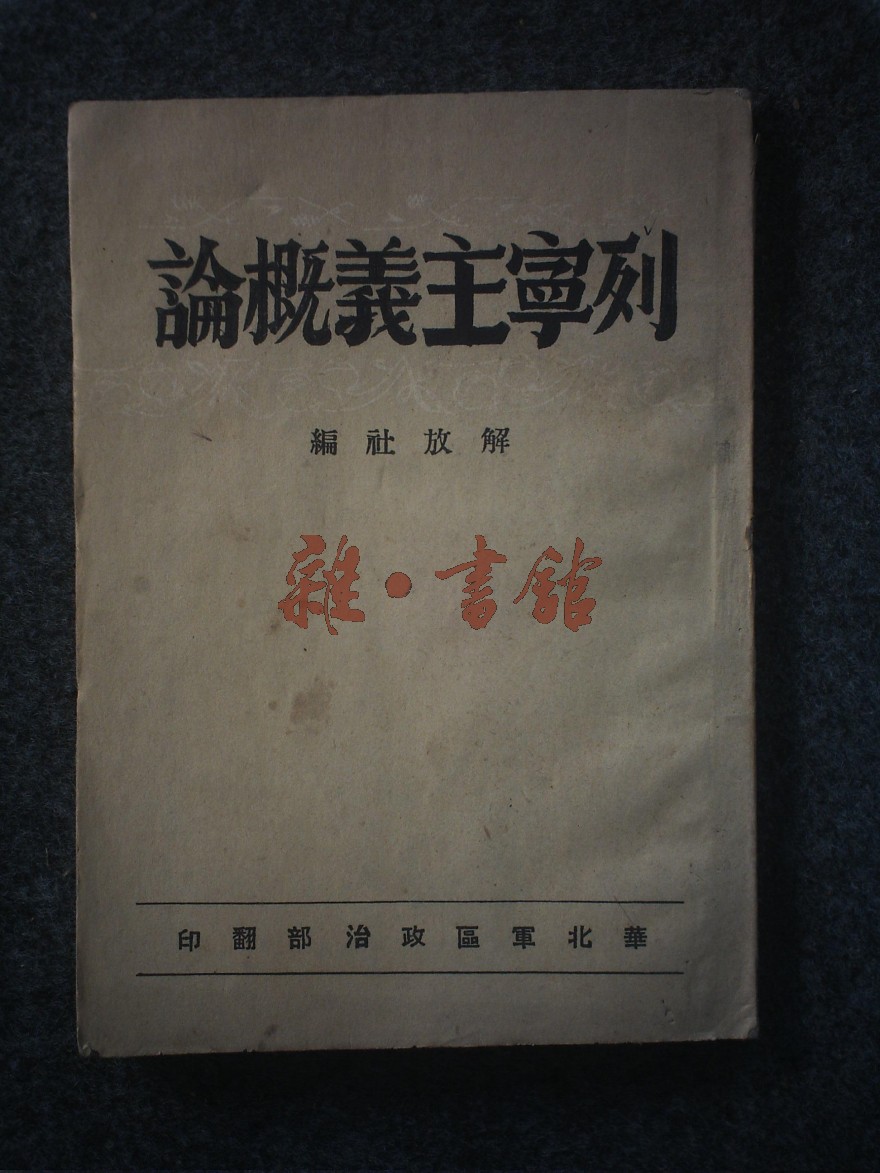 列寧主義概論
解放社編
雜·書館
華北軍區政治部翻印